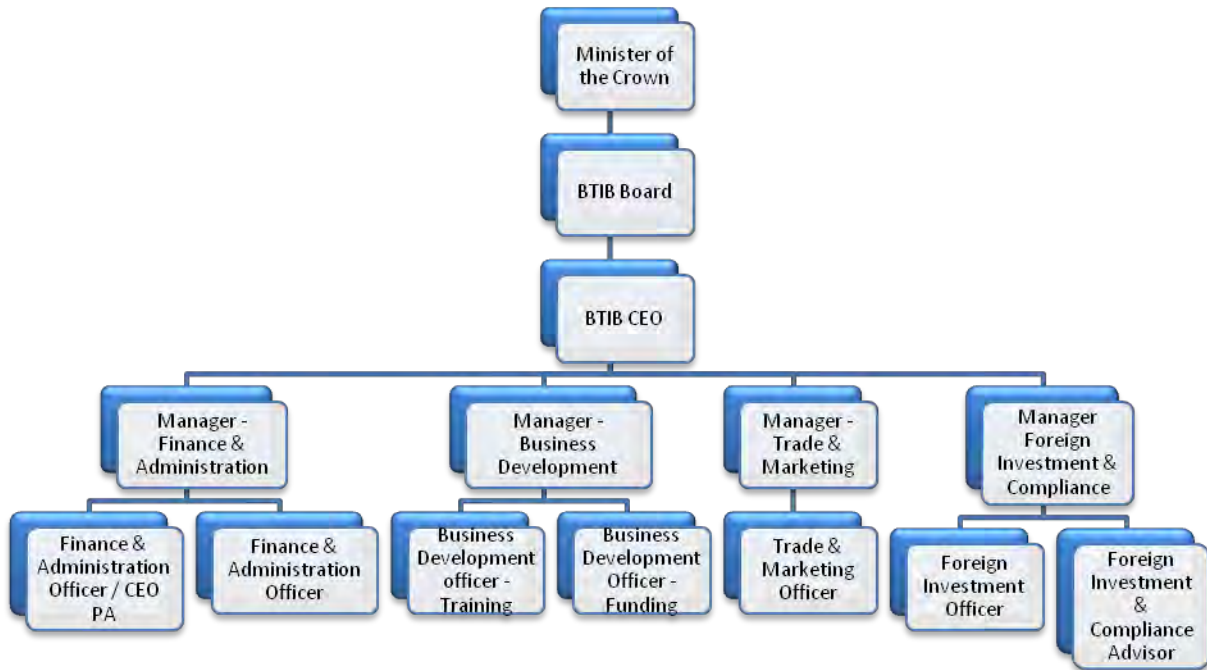 Minister of
the Crown
BTIB Board
BTIB CEO
Manager -
Finance &
Administration
Manager -
Business
Development
Manager -
Trade &
Marketing
Manager
Foreign
Investment &
Compliance
Finance &
Administration
Officer / CEO
PA
Finance &
Administration
Officer
Business
Development
officer -
Training
Business
Development
Officer -
Funding
Trade &
Marketing
Officer
Foreign
Investment
Officer
Foreign
Investment
&
Compliance
Advisor